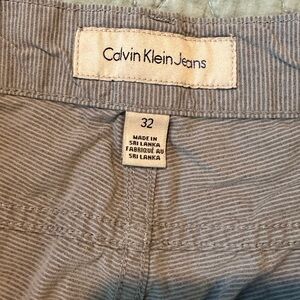 Calvin Klein Jeans
32
MADE IN
SRI LANKA
FABRIQUÉ AU
SRI LANKA